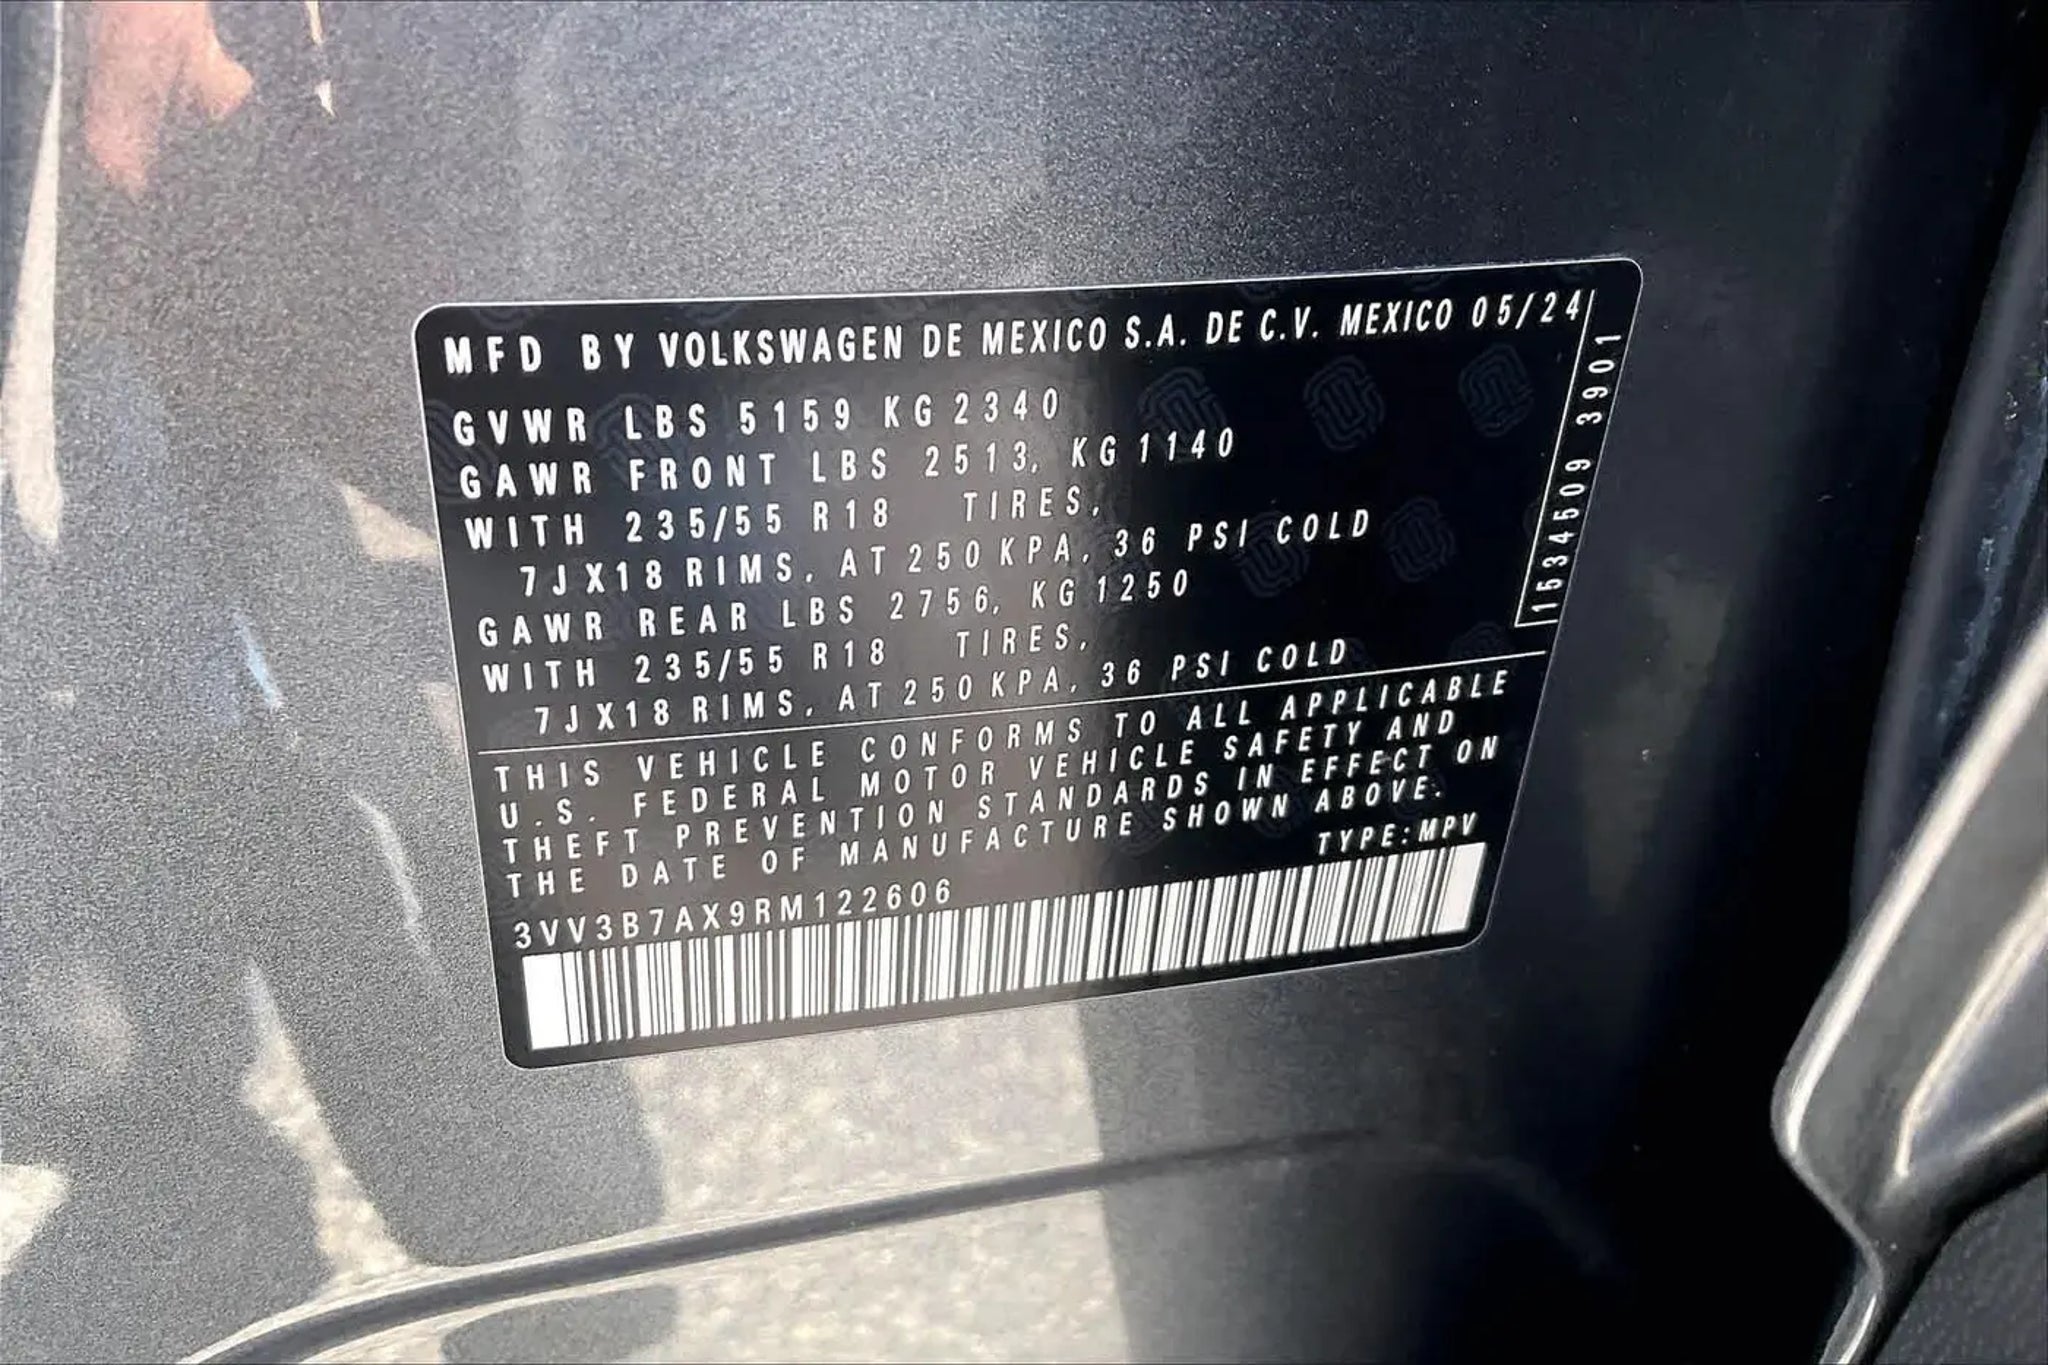 MFD BY VOLKSWAGEN DE MEXICO S.A. DE C.V. MEXICO 05/24
GVWR LBS 5159 KG 2340
GAWR FRONT LBS 2513, KG 1140
WITH 235/55 R18 TIRES,
7JX18 RIMS, AT 250 KPA, 36 PSI COLD
GAWR REAR LBS 2756, KG 1250
WITH 235/55 R18 TIRES,
7JX18 RIMS, AT 250 KPA, 36 PSI COLD
1534509 3901
THIS VEHICLE CONFORMS TO ALL APPLICABLE
U.S. FEDERAL MOTOR VEHICLE SAFETY AND
THEFT PREVENTION STANDARDS IN EFFECT ON
THE DATE OF MANUFACTURE SHOWN ABOVE.
TYPE:MPV
3VV3B7AX9RM122606